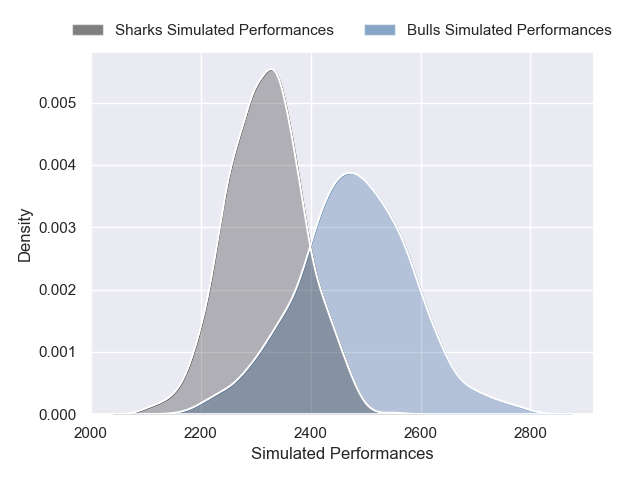 Sharks Simulated Performances Bulls Simulated Performances
0.005
0.004
0.003
0.002
0.001
0.000
Density
2000 2200 2400 2600 2800
Simulated Performances